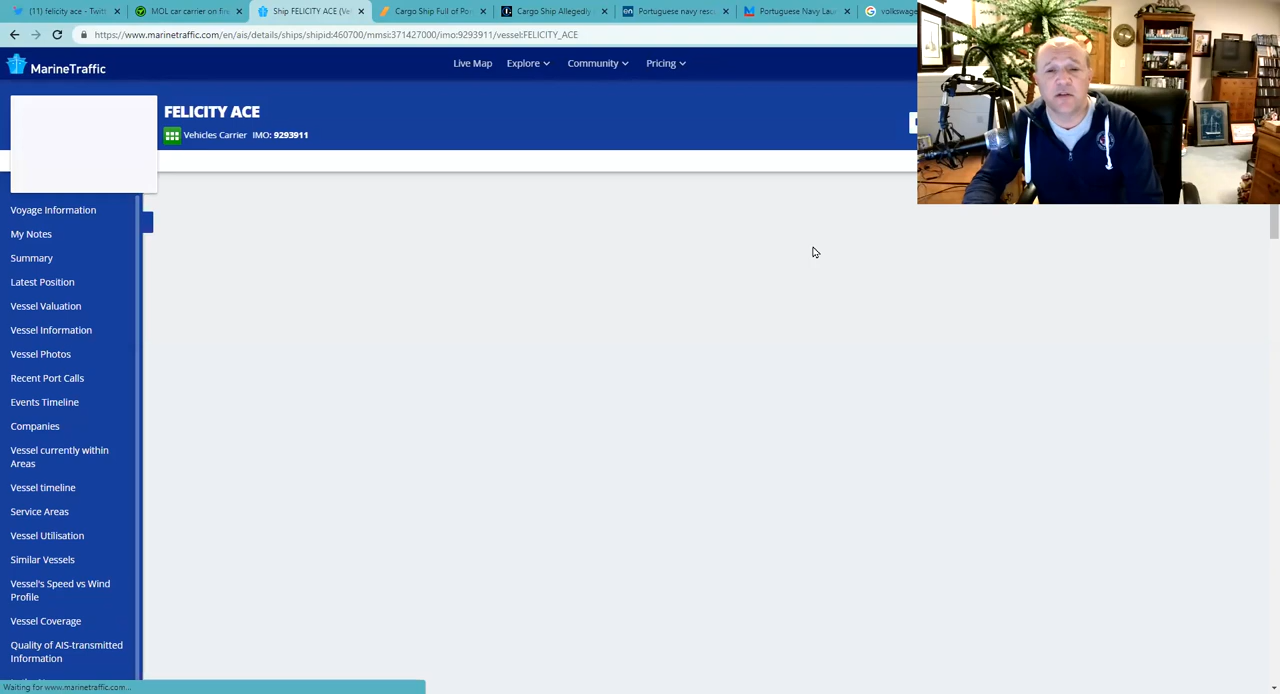 (11) felicity ace - Twitt
MOL car carrier on fire
Ship FELICITY ACE (Ve
Cargo Ship Full of Po
Cargo Ship Allegedly
Portuguese navy resc
Portuguese Navy Lau
volkswage
https://www.marinetraffic.com/en/ais/details/ships/shipid:460700/mmsi:371427000/imo:9293911/vessel:FELICITY_ACE
MarineTraffic
Live Map
Explore
Community
Pricing
FELICITY ACE
Vehicles Carrier IMO: 9293911
Voyage Information
My Notes
Summary
Latest Position
Vessel Valuation
Vessel Information
Vessel Photos
Recent Port Calls
Events Timeline
Companies
Vessel currently within
Areas
Vessel timeline
Service Areas
Vessel Utilisation
Similar Vessels
Vessel's Speed vs Wind
Profile
Vessel Coverage
Quality of AIS-transmitted
Information
Waiting for www.marinetraffic.com...